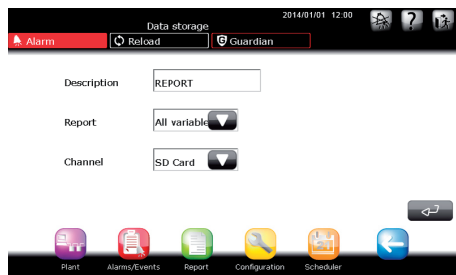 2014/01/01 12:00
Data storage
?
Alarm
Reload
G Guardian
Description REPORT
Report All variable
Channel SD Card
Plant Alarms/Events Report Configuration Scheduler